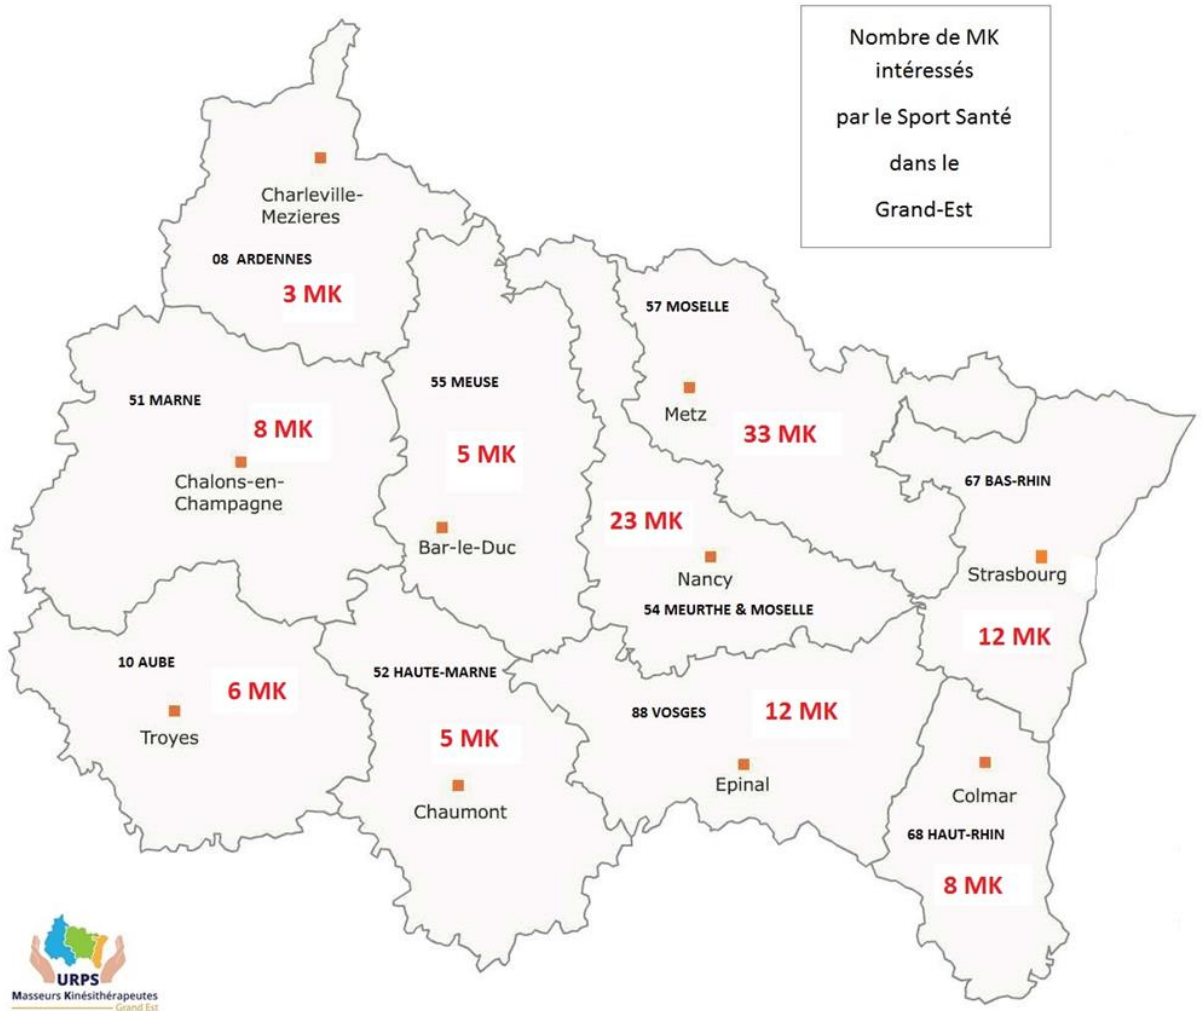 Nombre de MK
intéressés
par le Sport Santé
dans le
Grand-Est
Charleville-
Mezieres
08 ARDENNES
3 MK
57 MOSELLE
55 MEUSE
51 MARNE
Metz
8 MK
33 MK
5 MK
Chalons-en-
Champagne
67 BAS-RHIN
23 MK
Bar-le-Duc
Nancy
Strasbourg
54 MEURTHE & MOSELLE
12 MK
10 AUBE
52 HAUTE-MARNE
6 MK
88 VOSGES
12 MK
Troyes
5 MK
Epinal
Colmar
Chaumont
68 HAUT-RHIN
8 MK
URPS
Masseurs Kinésithérapeutes
Grand Est